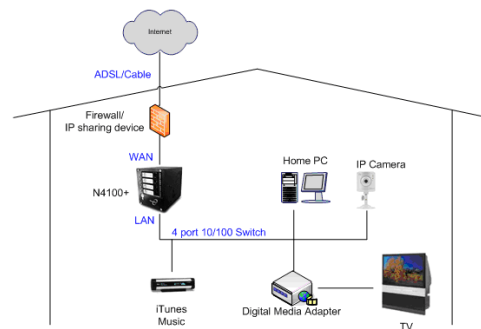 Internet
ADSL/Cable
Firewall/
IP sharing device
WAN
Home PC
IP Camera
N4100+
LAN
4 port 10/100 Switch
iTunes
Music
Digital Media Adapter
TV